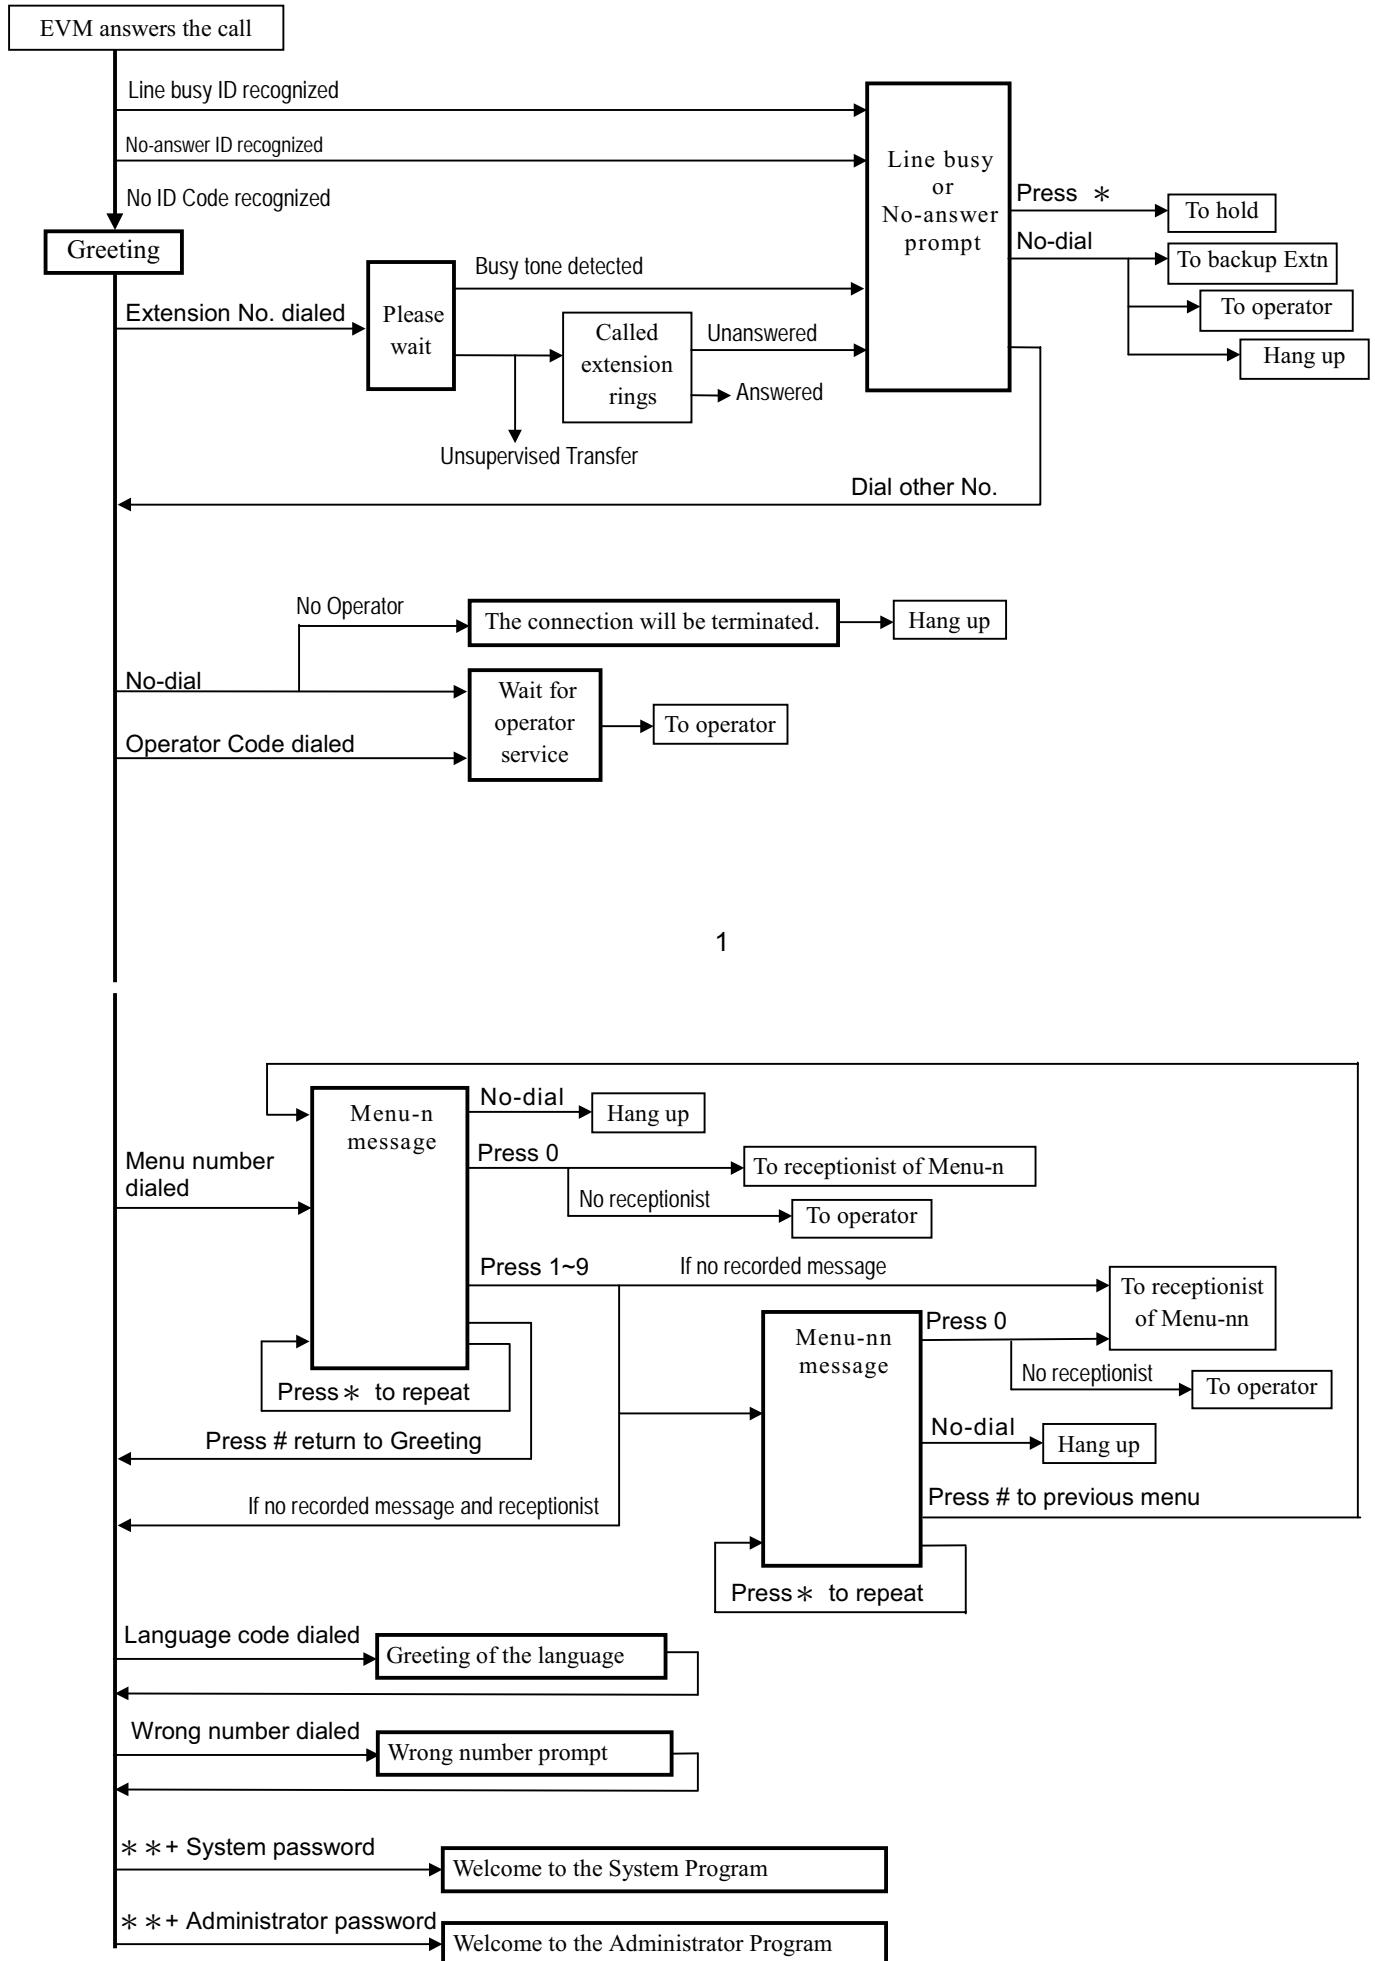 EVM answers the call
Line busy ID recognized
No-answer ID recognized
No ID Code recognized
Greeting
Line busy
or
No-answer
prompt
Press ＊
To hold
No-dial
To backup Extn
To operator
Hang up
Busy tone detected
Extension No. dialed
Please
wait
Called
extension
rings
Unanswered
Answered
Unsupervised Transfer
Dial other No.
No Operator
The connection will be terminated.
Hang up
No-dial
Wait for
operator
service
To operator
Operator Code dialed
1
Menu-n
message
No-dial
Hang up
Menu number
dialed
Press 0
To receptionist of Menu-n
No receptionist
To operator
Press 1~9
If no recorded message
To receptionist
of Menu-nn
Menu-nn
message
Press 0
No receptionist
To operator
Press＊ to repeat
No-dial
Hang up
Press # return to Greeting
Press # to previous menu
If no recorded message and receptionist
Press＊ to repeat
Language code dialed
Greeting of the language
Wrong number dialed
Wrong number prompt
＊＊+ System password
Welcome to the System Program
＊＊+ Administrator password
Welcome to the Administrator Program